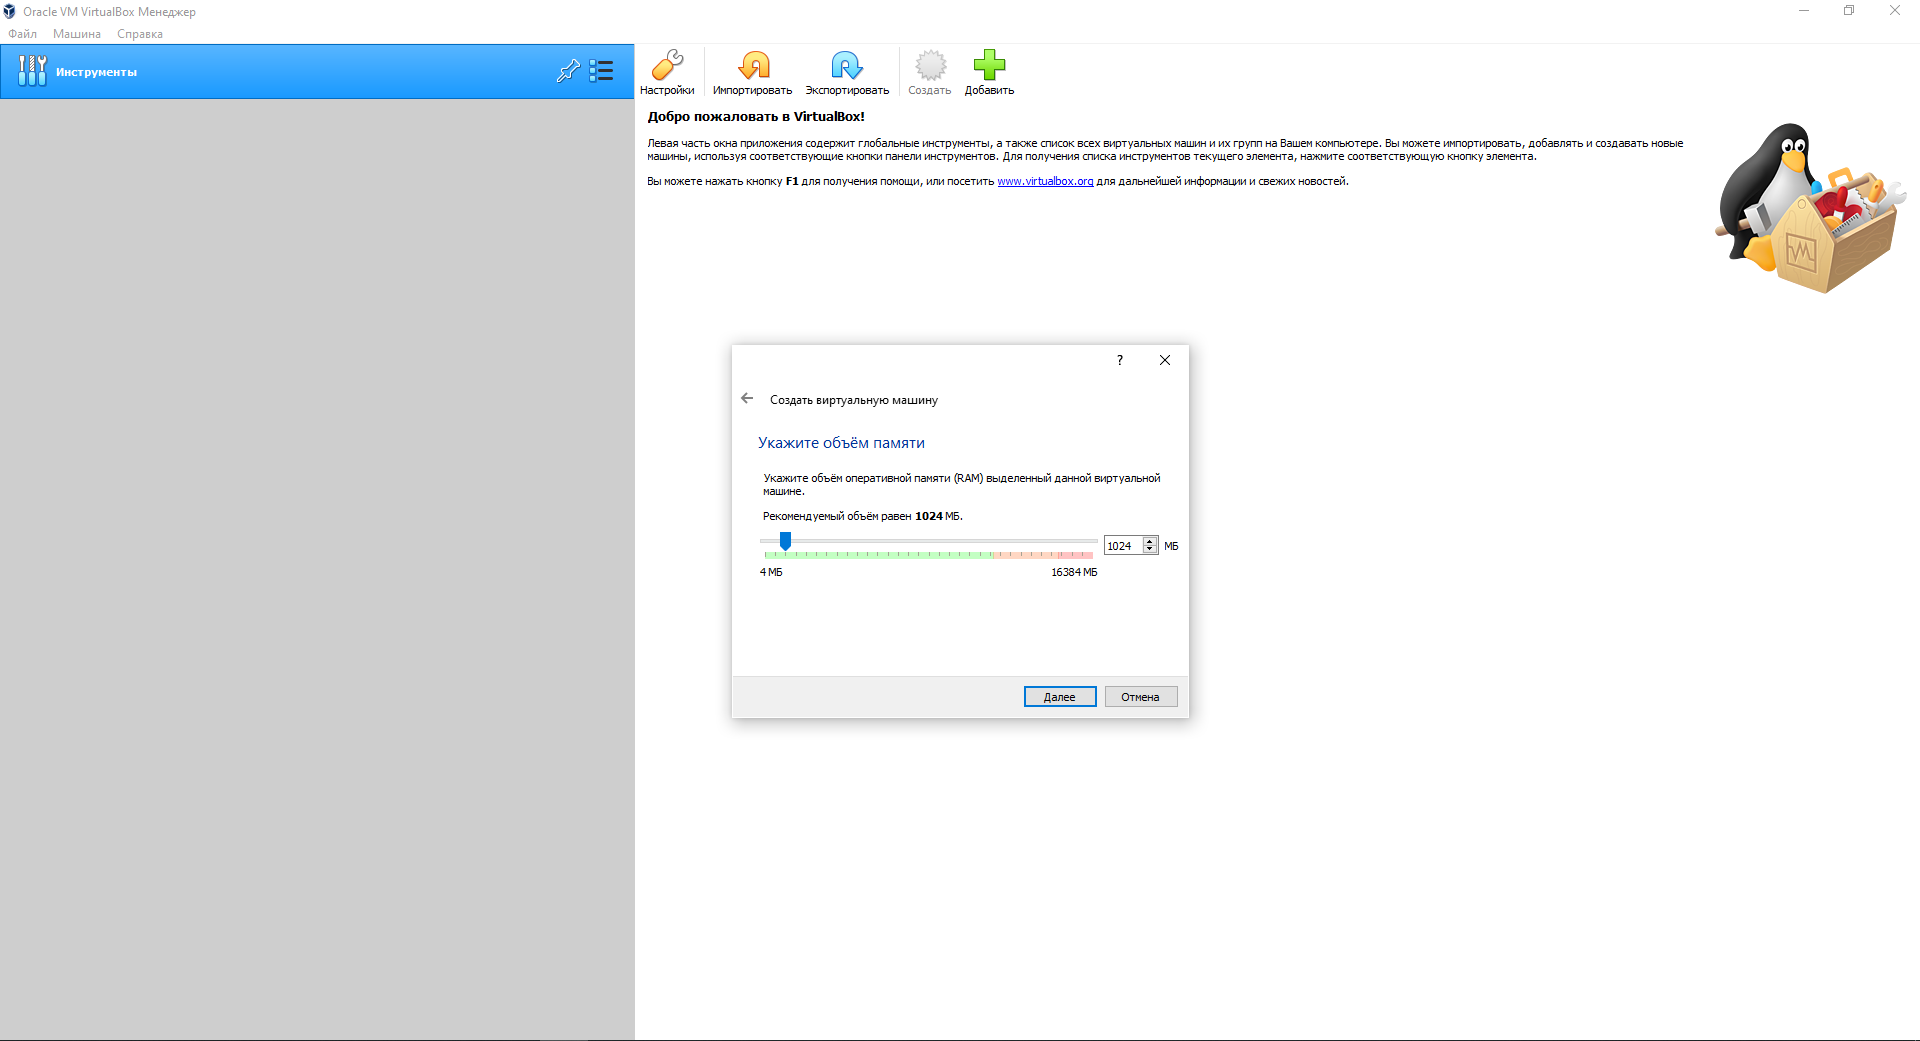 Oracle VM VirtualBox Менеджер
Файл Машина Справка
Инструменты
Настройки Импортировать Экспортировать Создать Добавить
Добро пожаловать в VirtualBox!
Левая часть окна приложения содержит глобальные инструменты, а также список всех виртуальных машин и их групп на Вашем компьютере. Вы можете импортировать, добавлять и создавать новые
машины, используя соответствующие кнопки панели инструментов. Для получения списка инструментов текущего элемента, нажмите соответствующую кнопку элемента.
Вы можете нажать кнопку F1 для получения помощи, или посетить www.virtualbox.org для дальнейшей информации и свежих новостей.
?
Создать виртуальную машину
Укажите объём памяти
Укажите объём оперативной памяти (RAM) выделенный данной виртуальной
машине.
Рекомендуемый объём равен 1024 МБ.
1024 МБ
4 МБ 16384 МБ
Далее Отмена